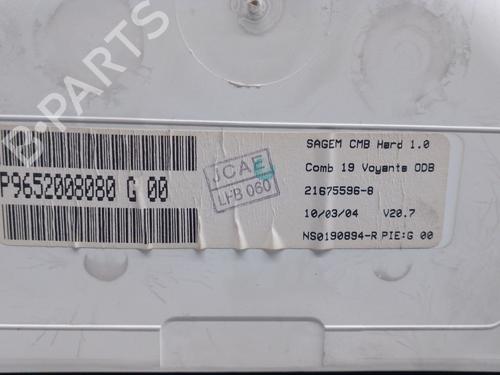 B-PARTS
P9652008080 G 00
JCAE
LFB 060
SAGEM CMB Hard 1.0
Comb 19 Voyants ODB
21675596-8
10/03/04 V20.7
NS0190894-R PIE:G 00